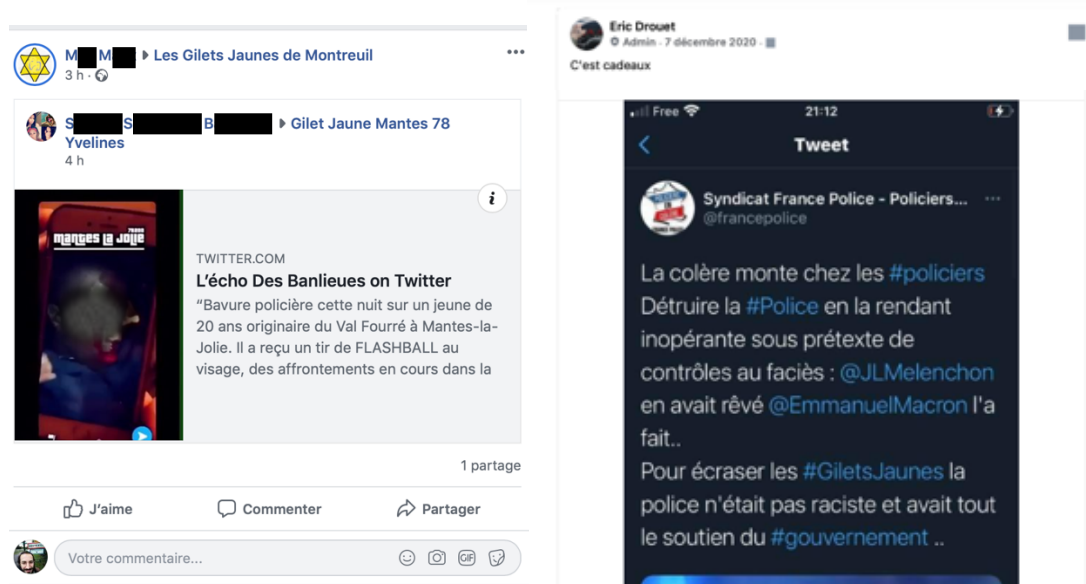 M M ▸ Les Gilets Jaunes de Montreuil
3 h ·
S S B ▸ Gilet Jaune Mantes 78
Yvelines
4 h
78200
MANTES LA JOLIE
i
TWITTER.COM
L'écho Des Banlieues on Twitter
“Bavure policière cette nuit sur un jeune de
20 ans originaire du Val Fourré à Mantes-la-
Jolie. Il a reçu un tir de FLASHBALL au
visage, des affrontements en cours dans la
1 partage
J'aime
Commenter
Partager
Votre commentaire...
GIF
Eric Drouet
Admin · 7 décembre 2020 ·
C'est cadeaux
Free
21:12
Tweet
Syndicat France Police - Policiers...
@francepolice
La colère monte chez les #policiers
Détruire la #Police en la rendant
inopérante sous prétexte de
contrôles au faciès : @JLMelenchon
en avait rêvé @EmmanuelMacron l'a
fait..
Pour écraser les #GiletsJaunes la
police n'était pas raciste et avait tout
le soutien du #gouvernement ..